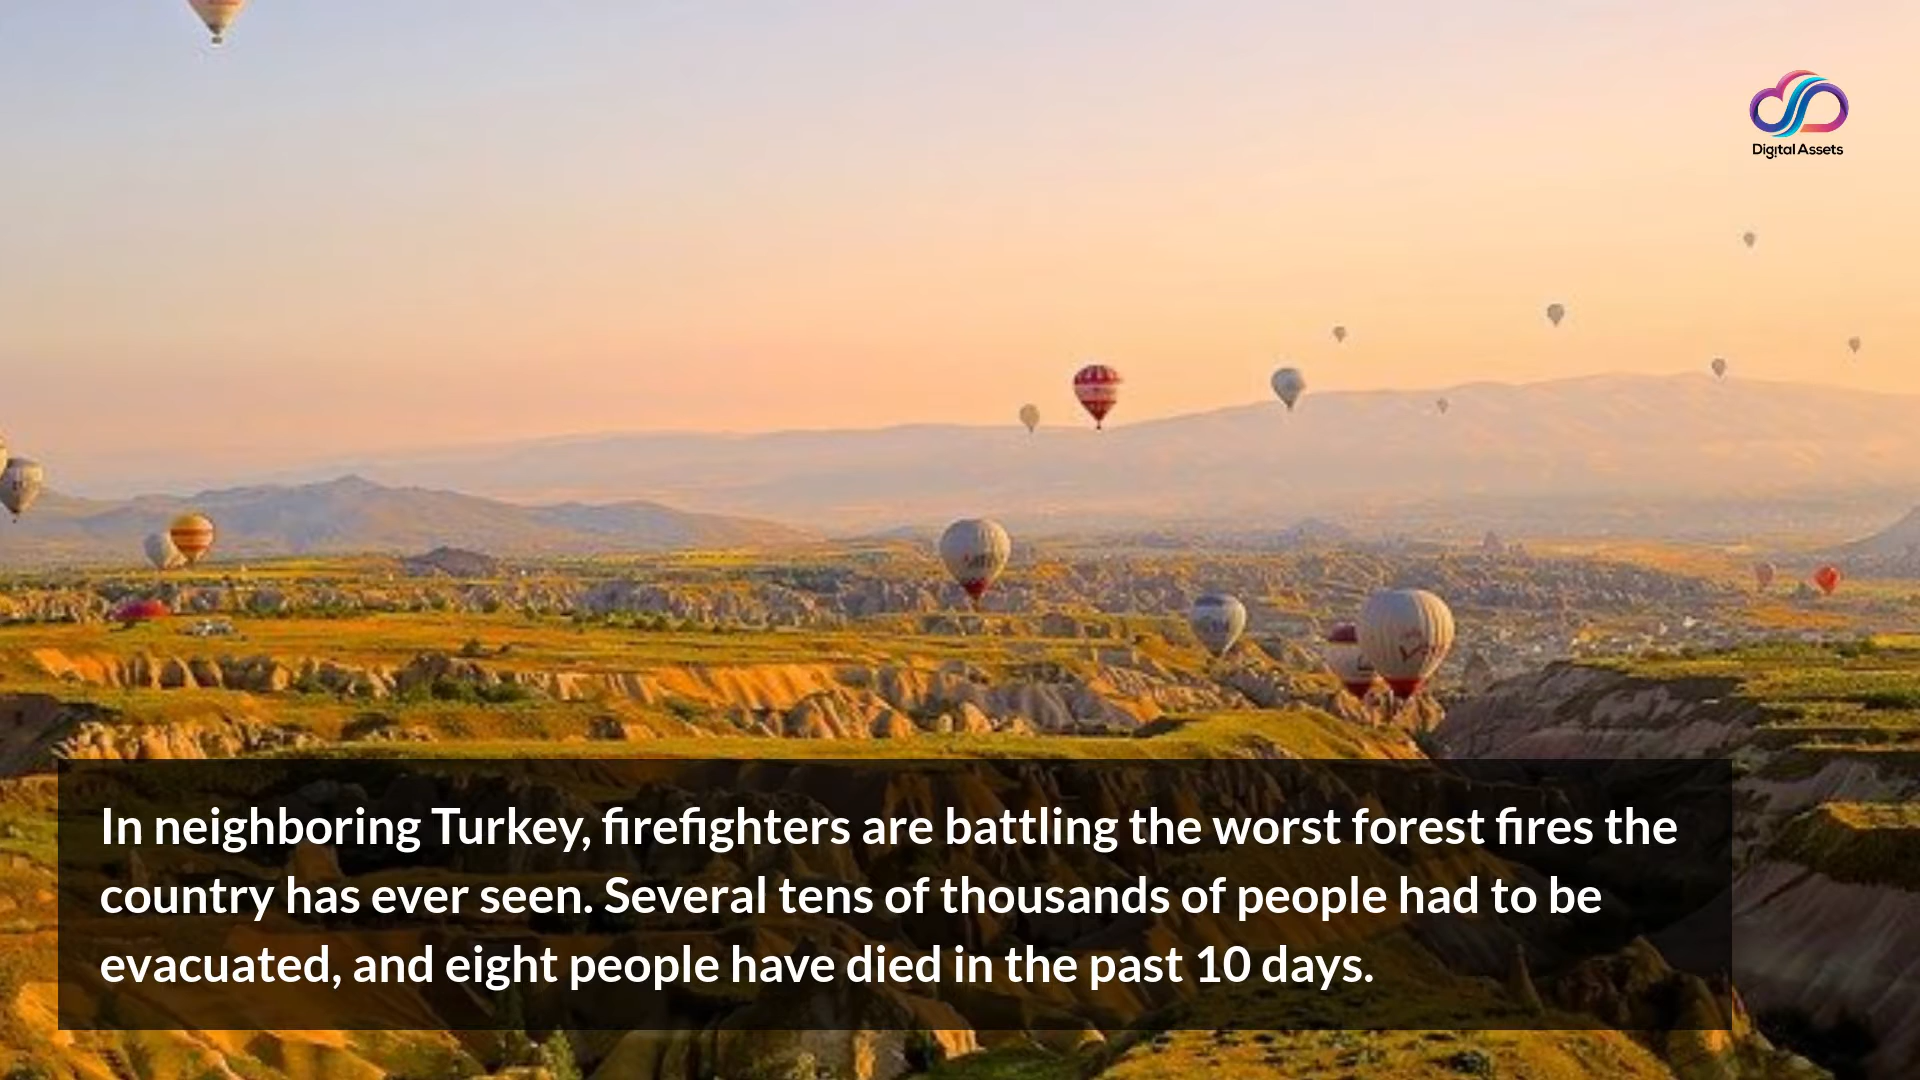 Digital Assets
In neighboring Turkey, firefighters are battling the worst forest fires the
country has ever seen. Several tens of thousands of people had to be
evacuated, and eight people have died in the past 10 days.